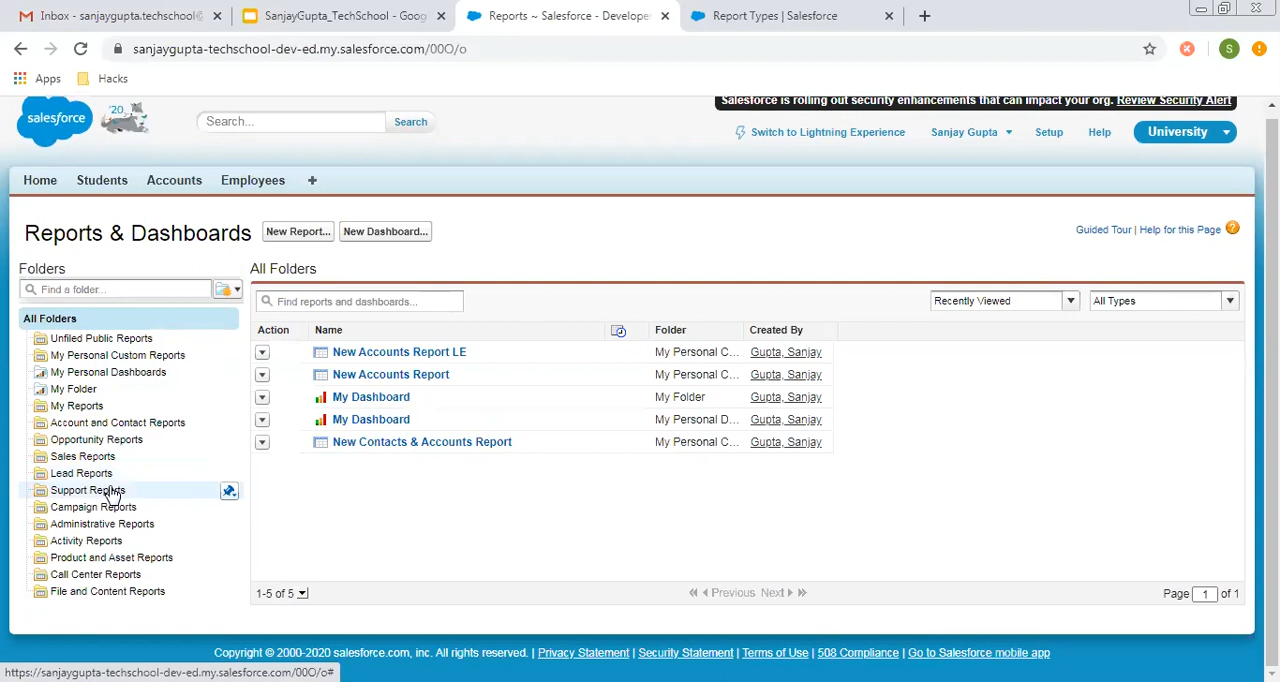 Inbox - sanjaygupta.techschool@
SanjayGupta_TechSchool - Goog
Reports ~ Salesforce - Develope
Report Types | Salesforce
sanjaygupta-techschool-dev-ed.my.salesforce.com/00O/o
S
Apps
Hacks
Salesforce is rolling out security enhancements that can impact your org. Review Security Alert
salesforce
'20
Search...
Search
Switch to Lightning Experience
Sanjay Gupta
Setup
Help
University
Home
Students
Accounts
Employees
+
Reports & Dashboards
New Report...
New Dashboard...
Guided Tour | Help for this Page
Folders
Find a folder...
All Folders
Unfiled Public Reports
My Personal Custom Reports
My Personal Dashboards
My Folder
My Reports
Account and Contact Reports
Opportunity Reports
Sales Reports
Lead Reports
Support Reports
Campaign Reports
Administrative Reports
Activity Reports
Product and Asset Reports
Call Center Reports
File and Content Reports
All Folders
Find reports and dashboards...
Recently Viewed
All Types
Action Name Folder Created By
New Accounts Report LE My Personal C... Gupta, Sanjay
New Accounts Report My Personal C... Gupta, Sanjay
My Dashboard My Folder Gupta, Sanjay
My Dashboard My Personal D... Gupta, Sanjay
New Contacts & Accounts Report My Personal C... Gupta, Sanjay
1-5 of 5
Previous Next
Page 1 of 1
Copyright © 2000-2020 salesforce.com, inc. All rights reserved. | Privacy Statement | Security Statement | Terms of Use | 508 Compliance | Go to Salesforce mobile app
https://sanjaygupta-techschool-dev-ed.my.salesforce.com/00O/o#